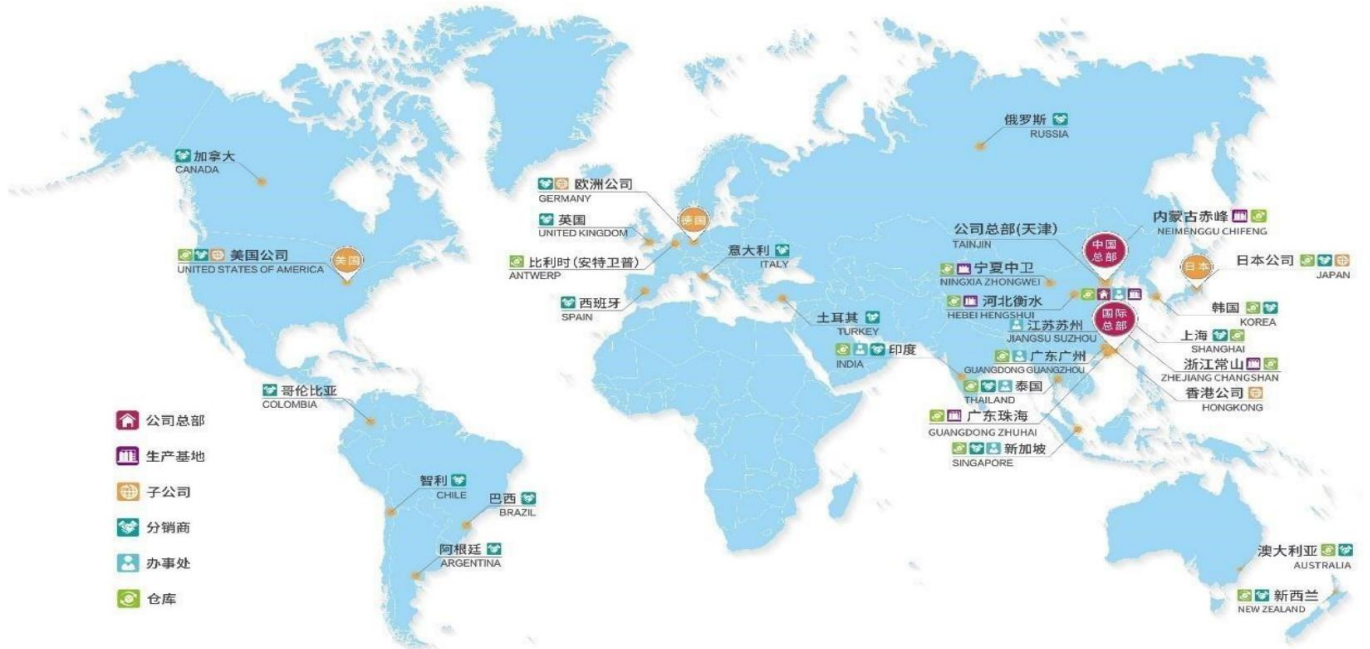 俄罗斯
RUSSIA
加拿大
CANADA
欧洲公司
GERMANY
德国
英国
UNITED KINGDOM
公司总部(天津)
TAINJIN
中国
总部
内蒙古赤峰
NEIMENGGU CHIFENG
美国公司
UNITED STATES OF AMERICA
美国
比利时(安特卫普)
ANTWERP
意大利
ITALY
宁夏中卫
NINGXIA ZHONGWEI
日本
日本公司
JAPAN
西班牙
SPAIN
土耳其
TURKEY
河北衡水
HEBEI HENGSHUI
国际
总部
韩国
KOREA
江苏苏州
JIANGSU SUZHOU
上海
SHANGHAI
印度
INDIA
广东广州
GUANGDONG GUANGZHOU
浙江常山
ZHEJIANG CHANGSHAN
泰国
THAILAND
香港公司
HONGKONG
哥伦比亚
COLOMBIA
广东珠海
GUANGDONG ZHUHAI
新加坡
SINGAPORE
公司总部
生产基地
子公司
分销商
办事处
仓库
智利
CHILE
巴西
BRAZIL
阿根廷
ARGENTINA
澳大利亚
AUSTRALIA
新西兰
NEW ZEALAND